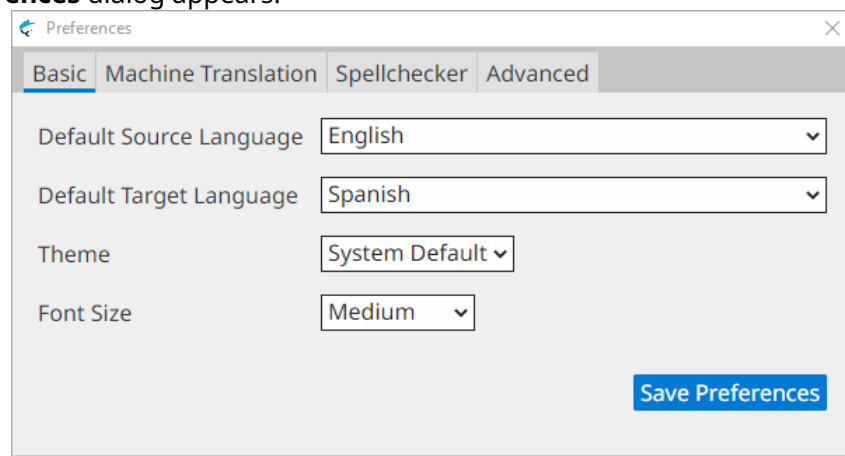 dialog appears.
Preferences
Basic Machine Translation Spellchecker Advanced
Default Source Language English
Default Target Language Spanish
Theme System Default
Font Size Medium
Save Preferences